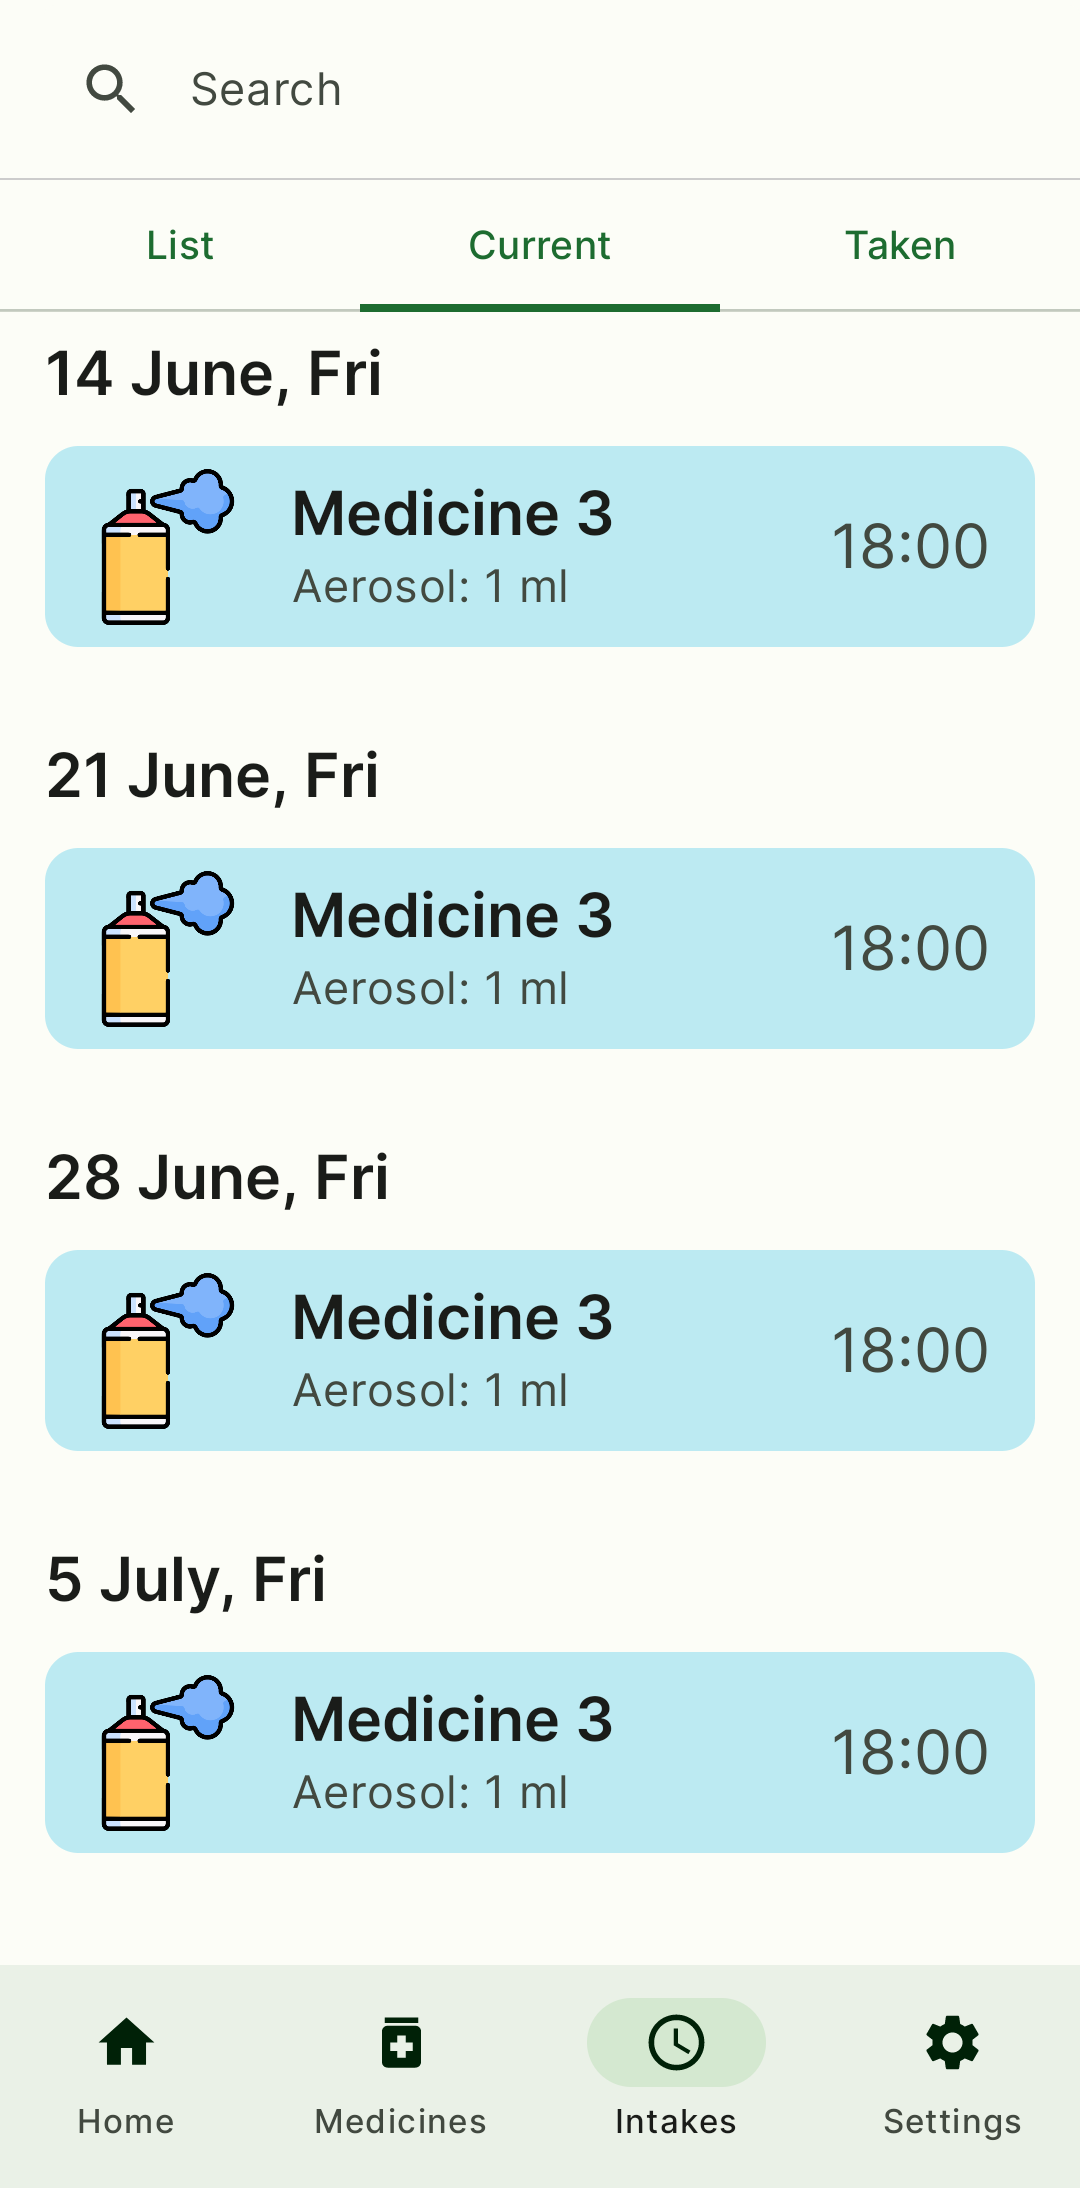 Search
List
Current
Taken
14 June, Fri
Medicine 3
Aerosol: 1 ml
18:00
21 June, Fri
Medicine 3
Aerosol: 1 ml
18:00
28 June, Fri
Medicine 3
Aerosol: 1 ml
18:00
5 July, Fri
Medicine 3
Aerosol: 1 ml
18:00
Home
Medicines
Intakes
Settings